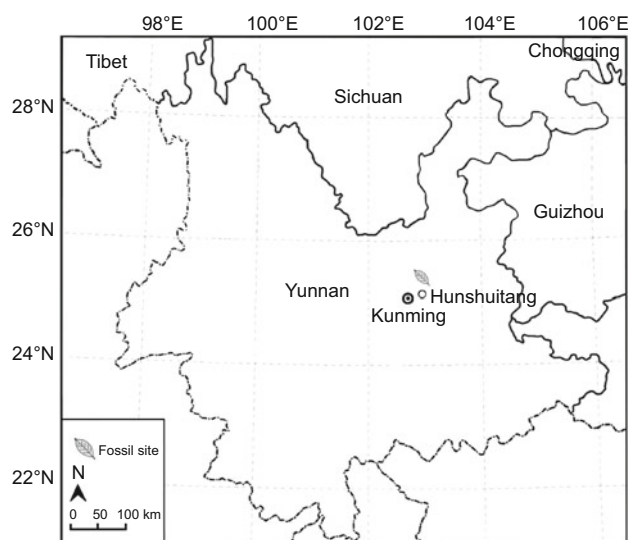 98°E 100°E 102°E 104°E 106°E
Tibet
Chongqing
Sichuan
28°N
Guizhou
26°N
Yunnan
Hunshuitang
Kunming
24°N
Fossil site
22°N
N
0 50 100 km